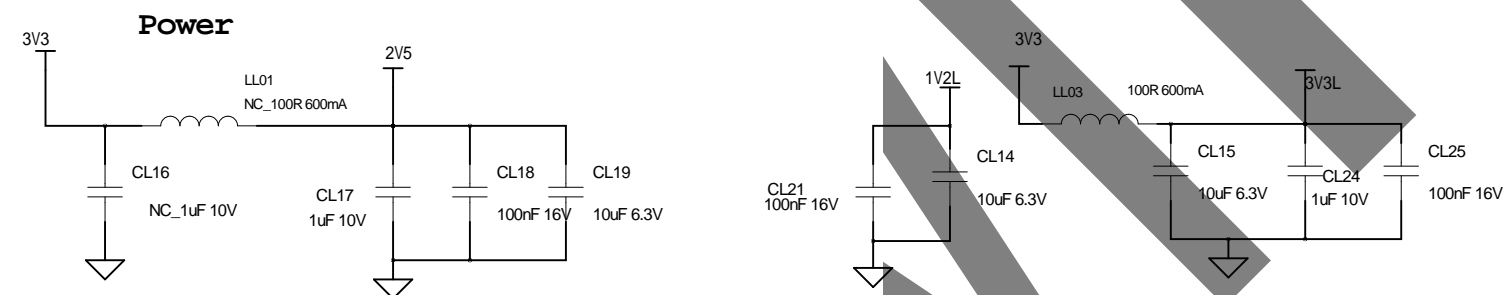 Power
3V3
2V5
LL01
NC_100R 600mA
CL16
NC_1uF 10V
CL17
1uF 10V
CL18
100nF 16V
CL19
10uF 6.3V
1V2L
CL21
100nF 16V
CL14
10uF 6.3V
3V3
LL03
100R 600mA
3V3L
CL15
10uF 6.3V
CL24
1uF 10V
CL25
100nF 16V